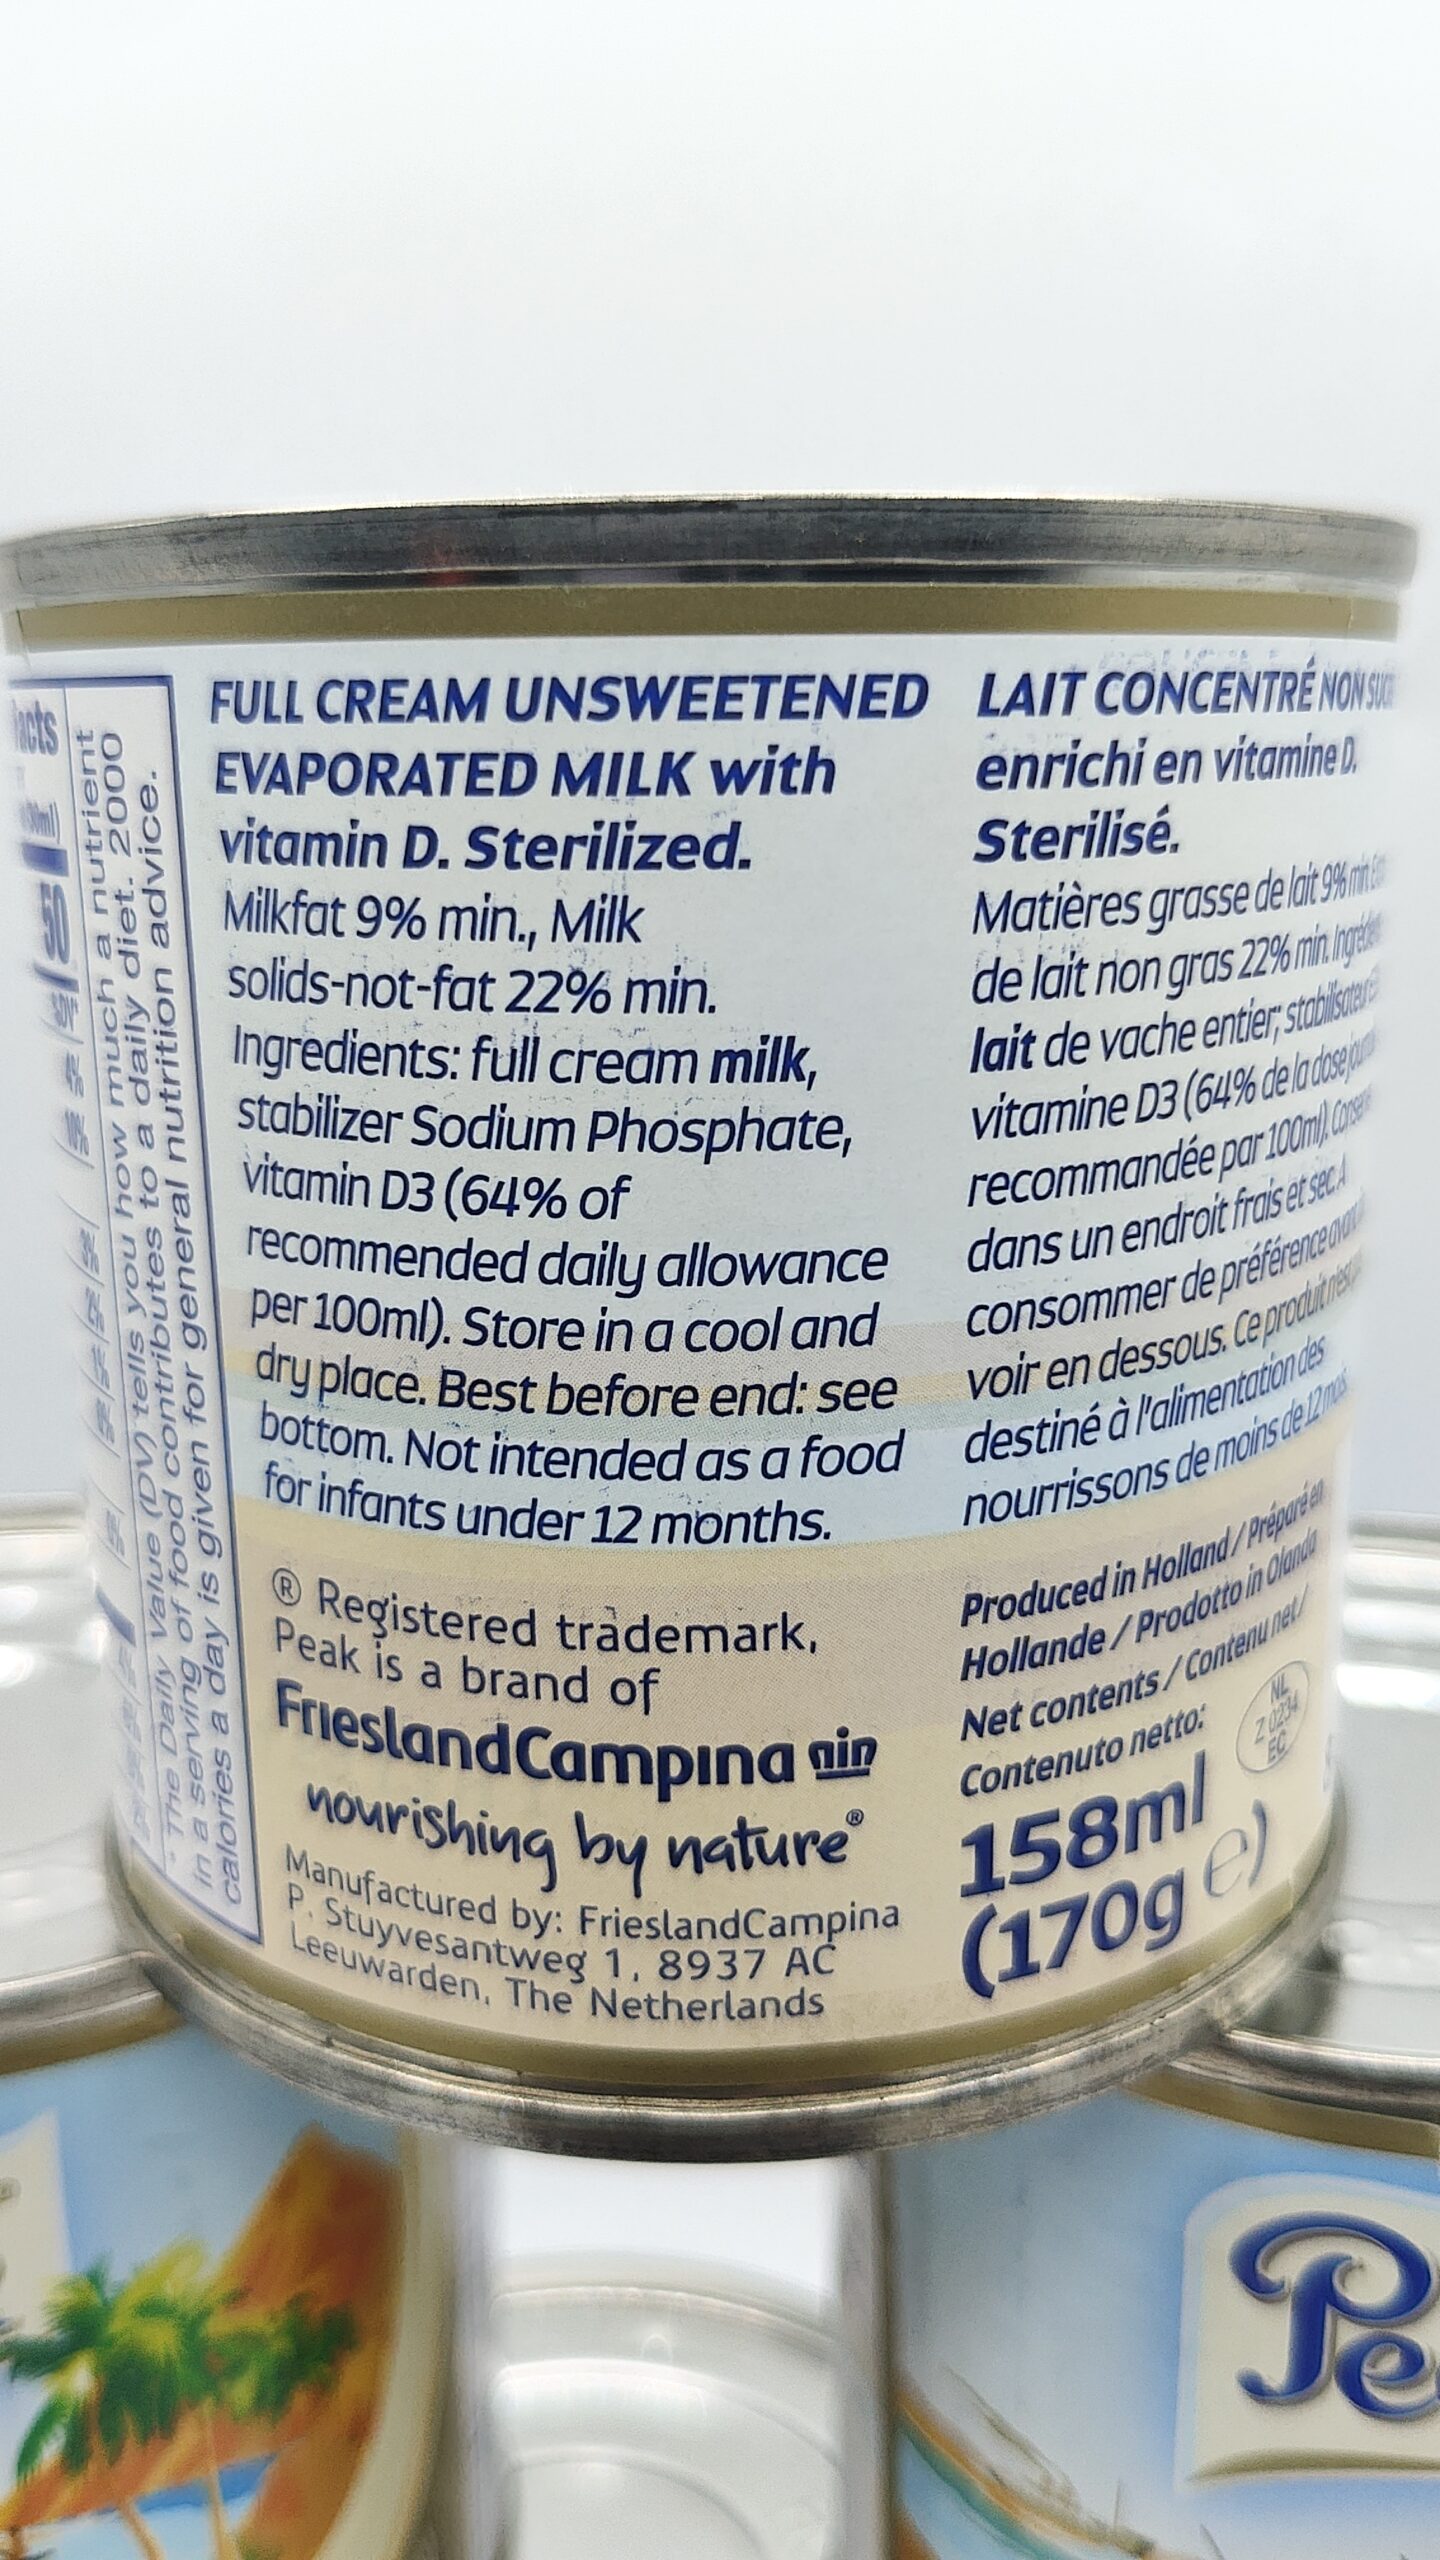 acts
50
* The Daily Value (DV) tells you how much a nutrient
in a serving of food contributes to a daily diet. 2000
calories a day is given for general nutrition advice.
FULL CREAM UNSWEETENED
EVAPORATED MILK with
vitamin D. Sterilized.
Milkfat 9% min., Milk
solids-not-fat 22% min.
Ingredients: full cream milk,
stabilizer Sodium Phosphate,
vitamin D3 (64% of
recommended daily allowance
per 100ml). Store in a cool and
dry place. Best before end: see
bottom. Not intended as a food
for infants under 12 months.
® Registered trademark,
Peak is a brand of
FrieslandCampina
nourishing by nature®
Manufactured by: FrieslandCampina
P. Stuyvesantweg 1, 8937 AC
Leeuwarden, The Netherlands
LAIT CONCENTRÉ NON SUCR
enrichi en vitamine D.
Sterilisé.
Matières grasse de lait 9% min.
de lait non gras 22% min.
lait de vache entier; stabilisateur
vitamine D3 (64% de la dose
recommandée par 100ml).
dans un endroit frais et sec. A
consommer de préférence avant
voir en dessous. Ce produit n'est
destiné à l'alimentation des
nourrissons de moins de 12 mois
Produced in Holland / Préparé en
Hollande / Prodotto in Olanda
Net contents / Contenu net /
Contenuto netto:
158ml
(170g ℮)
NL
Z 0234
EC
Pe